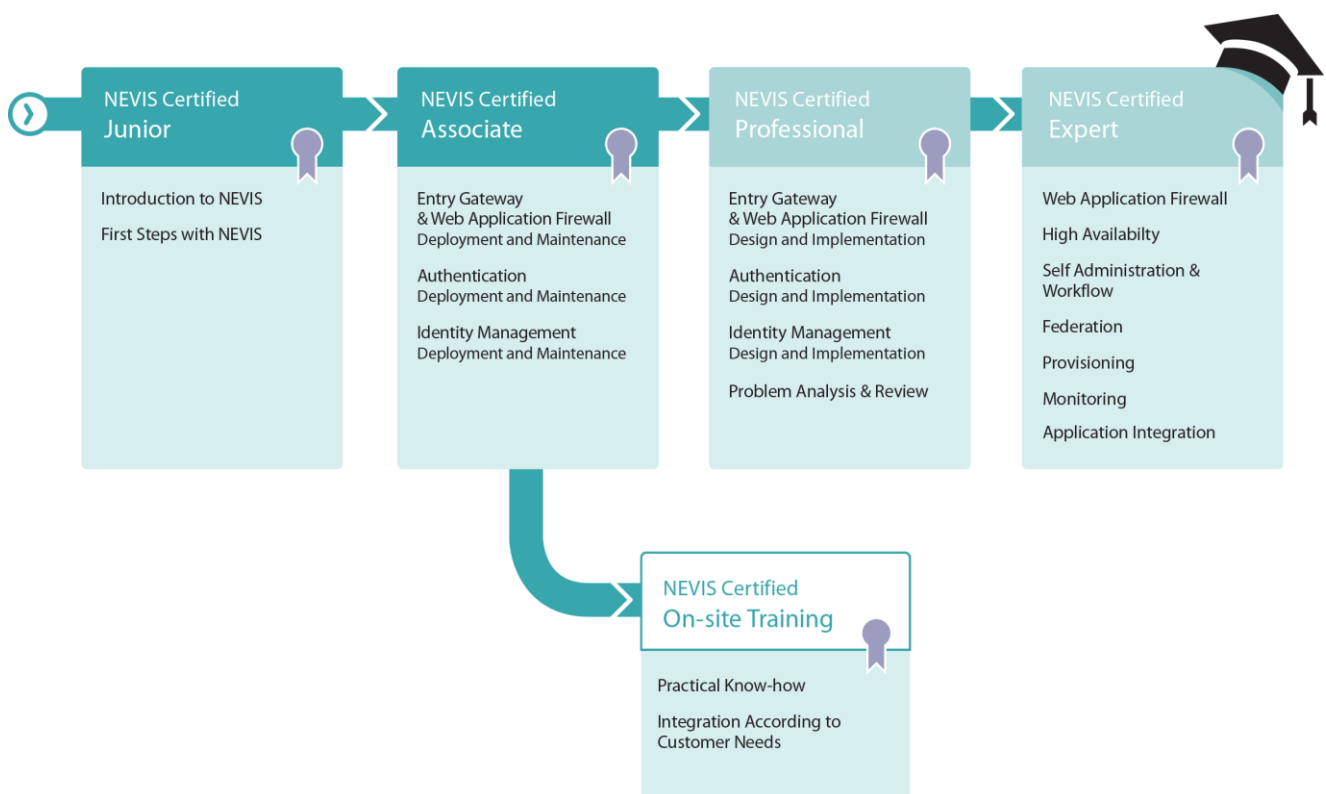 NEVIS Certified
Junior
Introduction to NEVIS
First Steps with NEVIS
NEVIS Certified
Associate
Entry Gateway
& Web Application Firewall
Deployment and Maintenance
Authentication
Deployment and Maintenance
Identity Management
Deployment and Maintenance
NEVIS Certified
Professional
Entry Gateway
& Web Application Firewall
Design and Implementation
Authentication
Design and Implementation
Identity Management
Design and Implementation
Problem Analysis & Review
NEVIS Certified
Expert
Web Application Firewall
High Availabilty
Self Administration &
Workflow
Federation
Provisioning
Monitoring
Application Integration
NEVIS Certified
On-site Training
Practical Know-how
Integration According to
Customer Needs